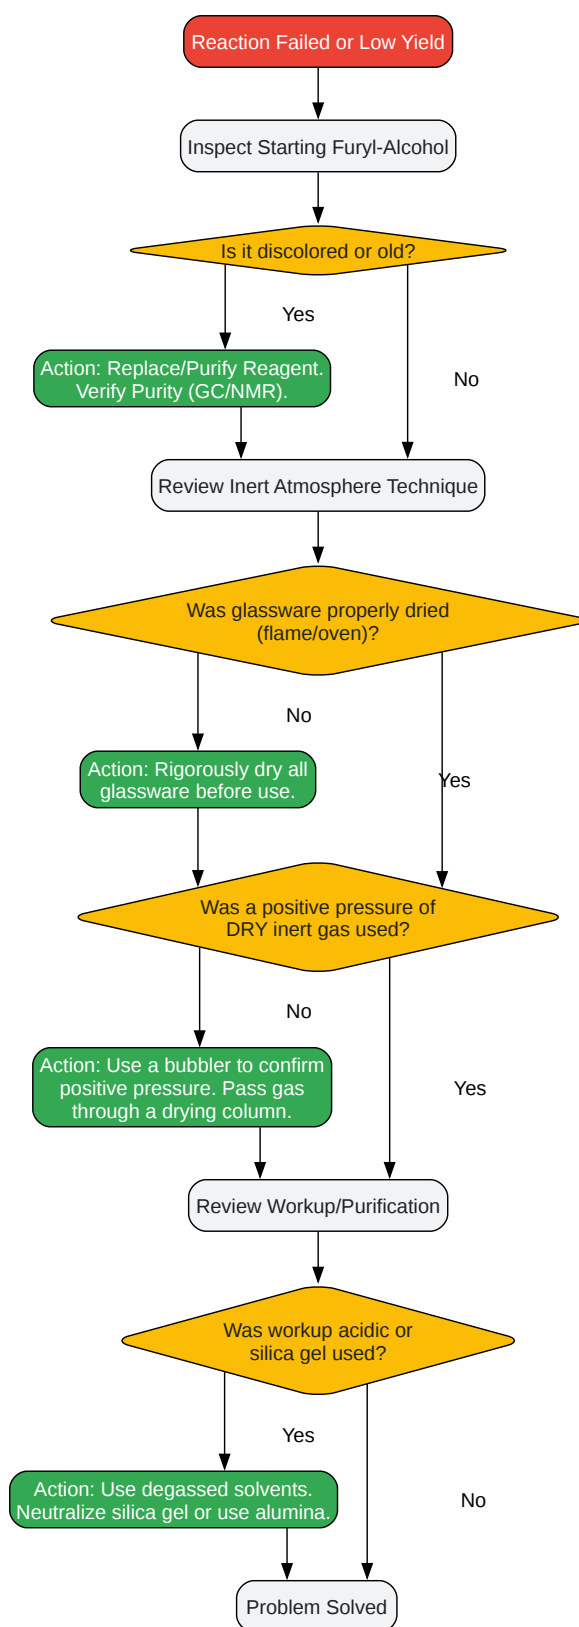 Reaction Failed or Low Yield
Inspect Starting Furyl-Alcohol
Is it discolored or old?
Yes
Action: Replace/Purify Reagent.
Verify Purity (GC/NMR).
No
Review Inert Atmosphere Technique
Was glassware properly dried
(flame/oven)?
No
Action: Rigorously dry all
glassware before use.
Yes
Was a positive pressure of
DRY inert gas used?
No
Action: Use a bubbler to confirm
positive pressure. Pass gas
through a drying column.
Yes
Review Workup/Purification
Was workup acidic or
silica gel used?
Yes
Action: Use degassed solvents.
Neutralize silica gel or use alumina.
No
Problem Solved